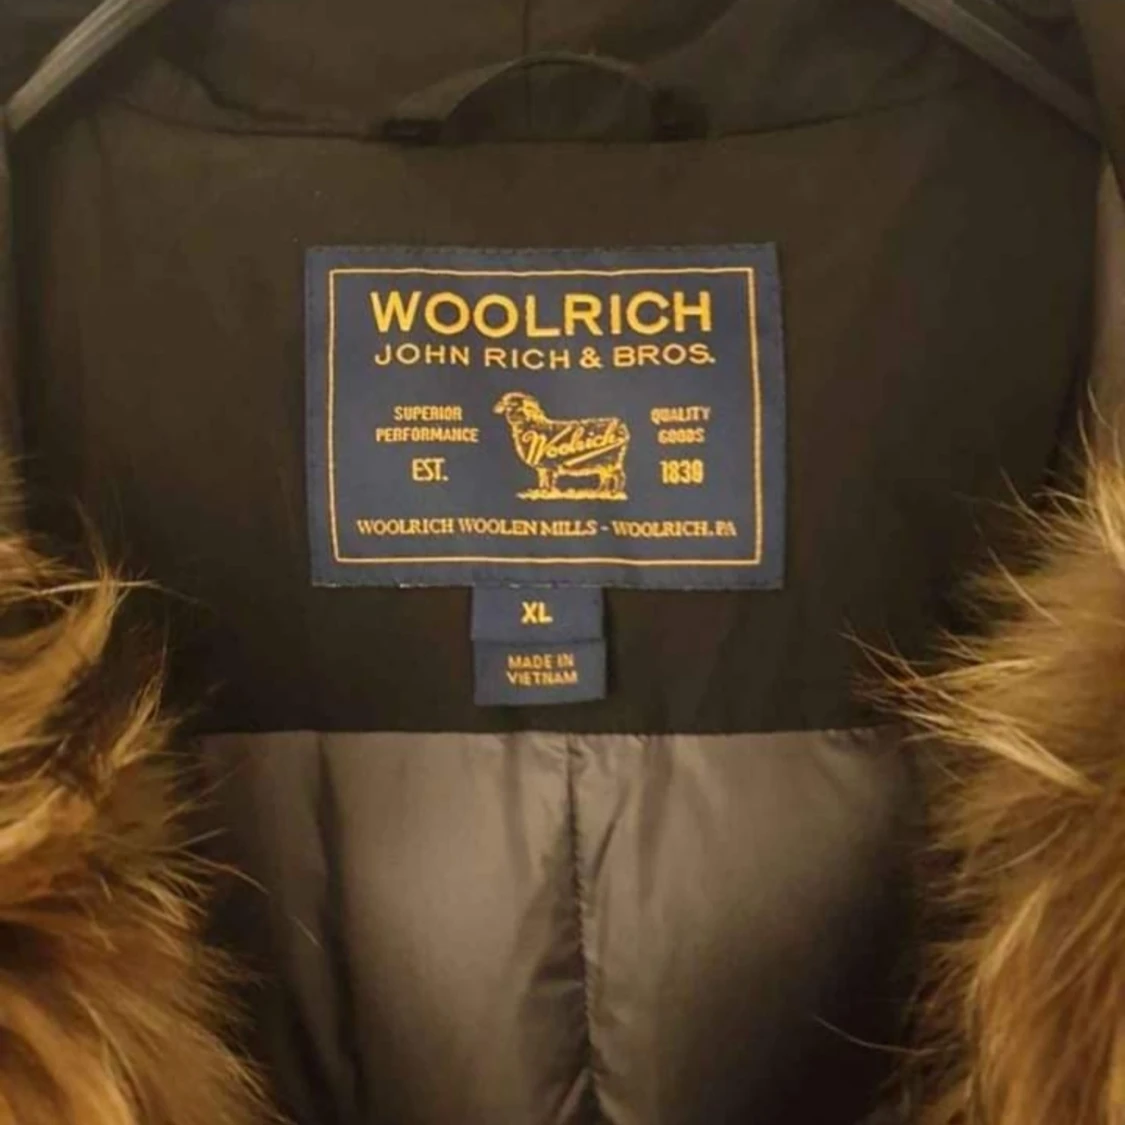 WOOLRICH
JOHN RICH & BROS.
SUPERIOR
PERFORMANCE
EST.
Woolrich
QUALITY
GOODS
1839
WOOLRICH WOOLEN MILLS - WOOLRICH, PA
XL
MADE IN
VIETNAM